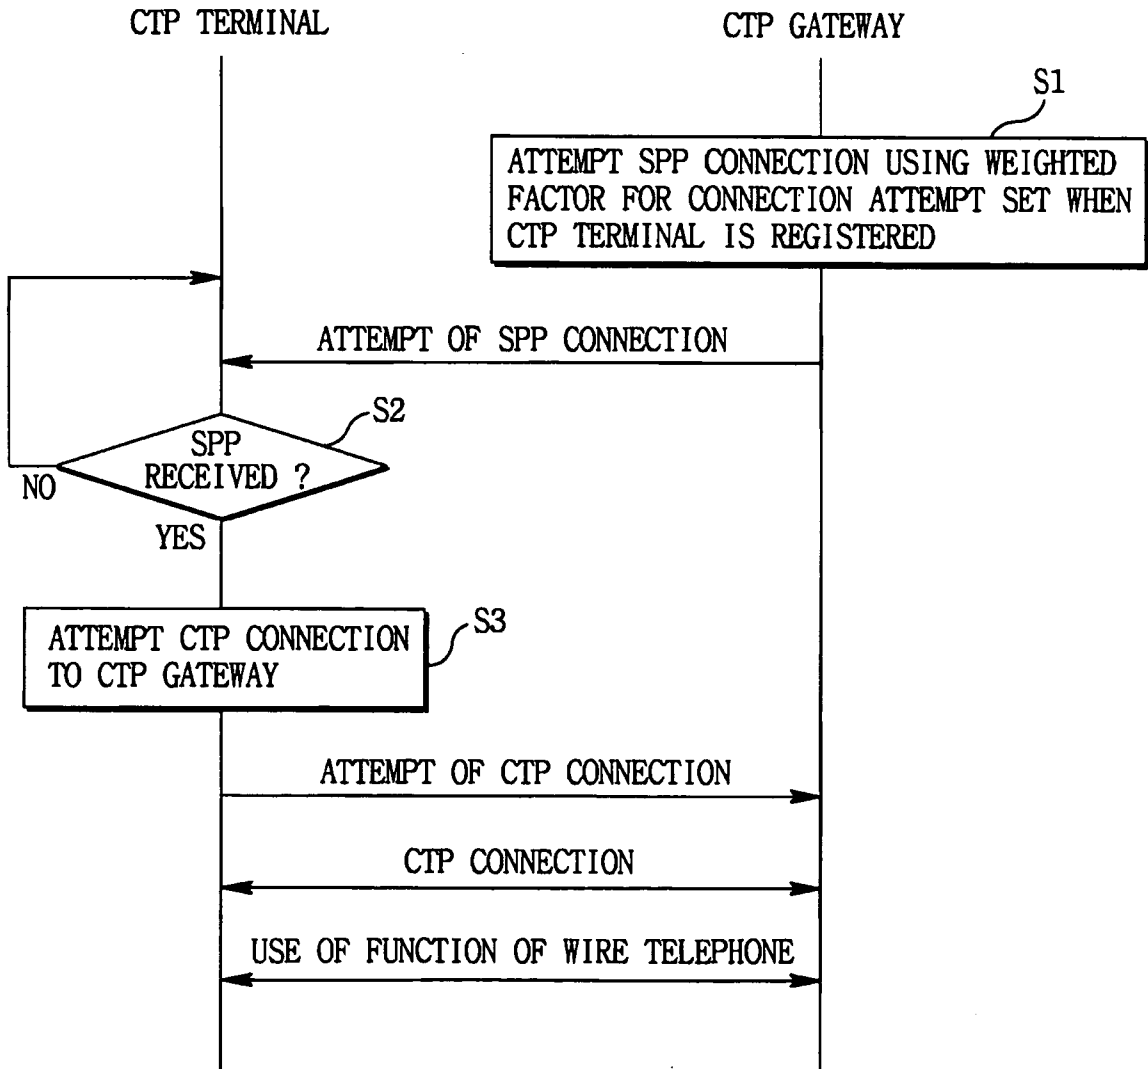 CTP TERMINAL
CTP GATEWAY
S1
ATTEMPT SPP CONNECTION USING WEIGHTED
FACTOR FOR CONNECTION ATTEMPT SET WHEN
CTP TERMINAL IS REGISTERED
ATTEMPT OF SPP CONNECTION
S2
SPP
RECEIVED ?
NO
YES
S3
ATTEMPT CTP CONNECTION
TO CTP GATEWAY
ATTEMPT OF CTP CONNECTION
CTP CONNECTION
USE OF FUNCTION OF WIRE TELEPHONE